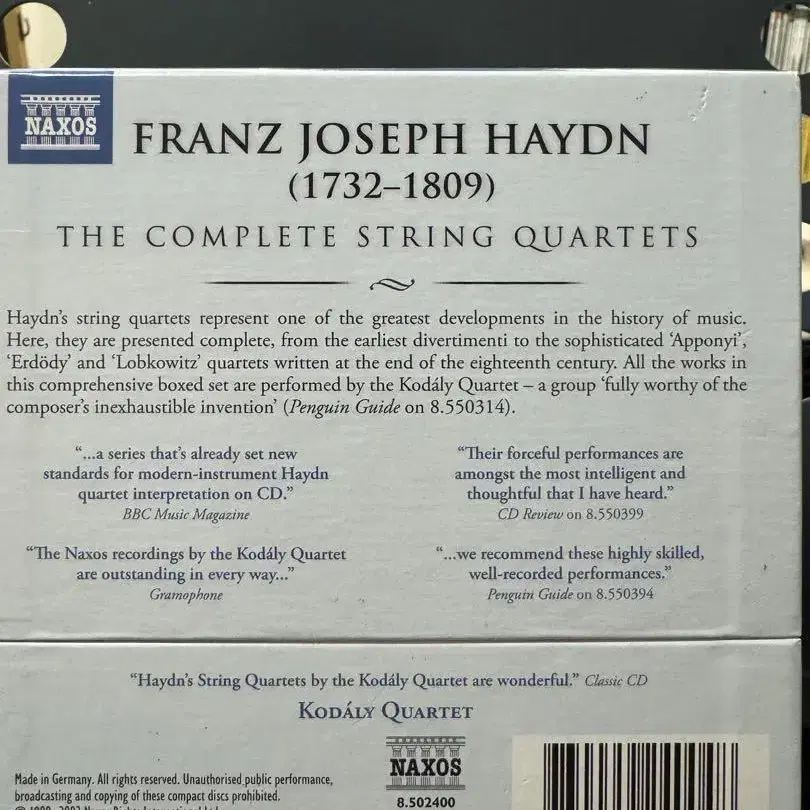 NAXOS
FRANZ JOSEPH HAYDN
(1732–1809)
THE COMPLETE STRING QUARTETS
Haydn's string quartets represent one of the greatest developments in the history of music.
Here, they are presented complete, from the earliest divertimenti to the sophisticated 'Apponyi',
'Erdödy' and 'Lobkowitz' quartets written at the end of the eighteenth century. All the works in
this comprehensive boxed set are performed by the Kodály Quartet – a group 'fully worthy of the
composer's inexhaustible invention' (Penguin Guide on 8.550314).
"...a series that's already set new
standards for modern-instrument Haydn
quartet interpretation on CD."
BBC Music Magazine
"Their forceful performances are
amongst the most intelligent and
thoughtful that I have heard."
CD Review on 8.550399
"The Naxos recordings by the Kodály Quartet
are outstanding in every way..."
Gramophone
"...we recommend these highly skilled,
well-recorded performances."
Penguin Guide on 8.550394
"Haydn's String Quartets by the Kodály Quartet are wonderful." Classic CD
KODÁLY QUARTET
NAXOS
8.502400
Made in Germany. All rights reserved. Unauthorised public performance,
broadcasting and copying of these compact discs prohibited.